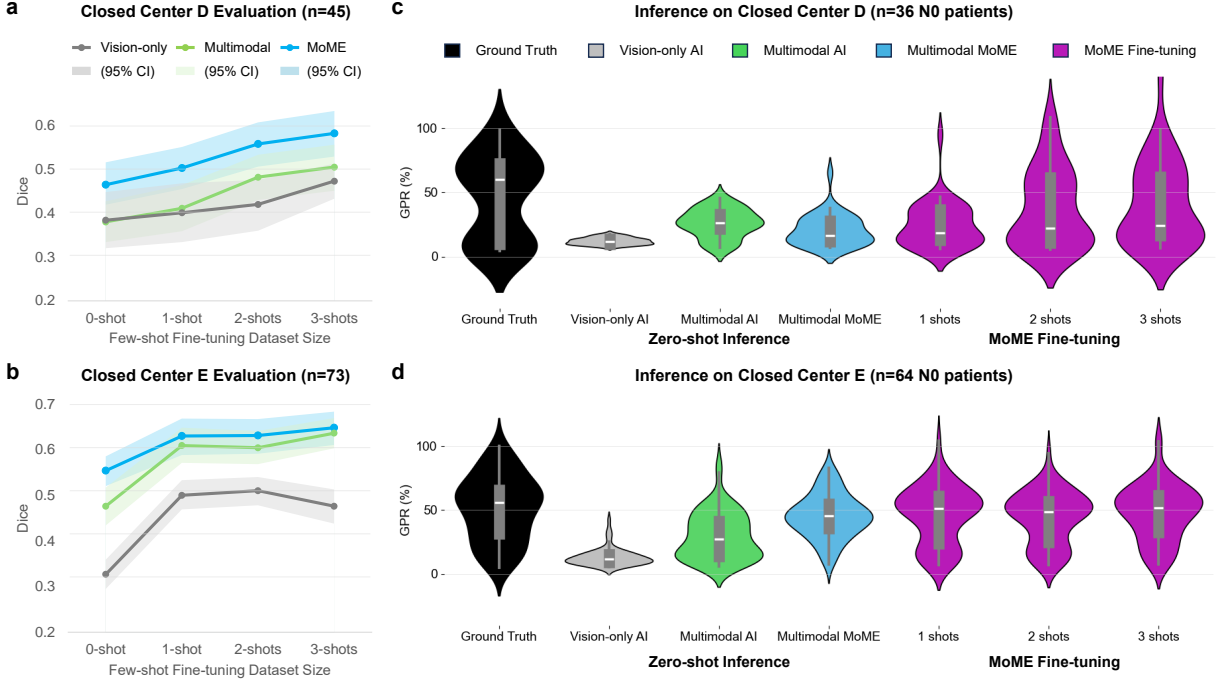 a
Closed Center D Evaluation (n=45)
Vision-only
Multimodal
MoME
(95% CI)
(95% CI)
(95% CI)
Dice
0.6
0.5
0.4
0.3
0.2
0-shot
1-shot
2-shots
3-shots
Few-shot Fine-tuning Dataset Size
c
Inference on Closed Center D (n=36 N0 patients)
Ground Truth
Vision-only AI
Multimodal AI
Multimodal MoME
MoME Fine-tuning
GPR (%)
100
50
0
Ground Truth
Vision-only AI
Multimodal AI
Multimodal MoME
1 shots
2 shots
3 shots
Zero-shot Inference
MoME Fine-tuning
b
Closed Center E Evaluation (n=73)
Dice
0.7
0.6
0.5
0.3
0.2
0-shot
1-shot
2-shots
3-shots
Few-shot Fine-tuning Dataset Size
d
Inference on Closed Center E (n=64 N0 patients)
GPR (%)
100
50
0
Ground Truth
Vision-only AI
Multimodal AI
Multimodal MoME
1 shots
2 shots
3 shots
Zero-shot Inference
MoME Fine-tuning